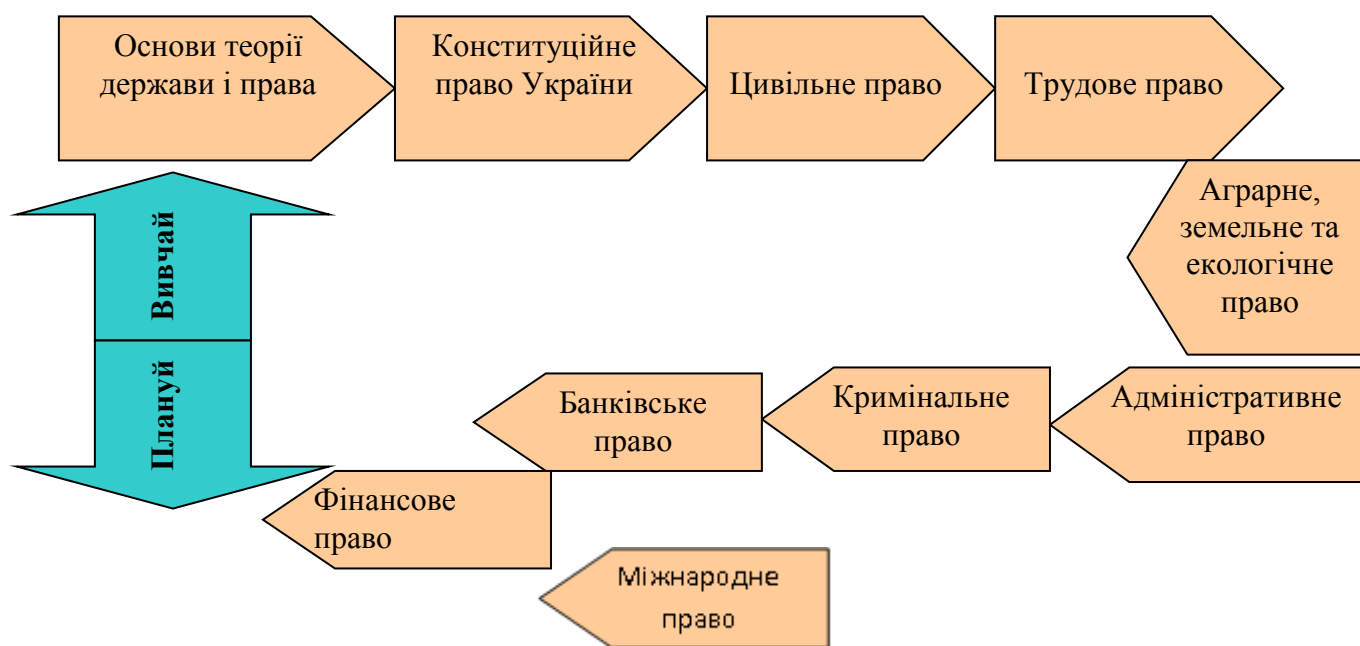 Основи теорії
держави і права
Конституційне
право України
Цивільне право
Трудове право
Аграрне,
земельне та
екологічне
право
Вивчай
Плануй
Адміністративне
право
Кримінальне
право
Банківське
право
Фінансове
право
Міжнародне
право